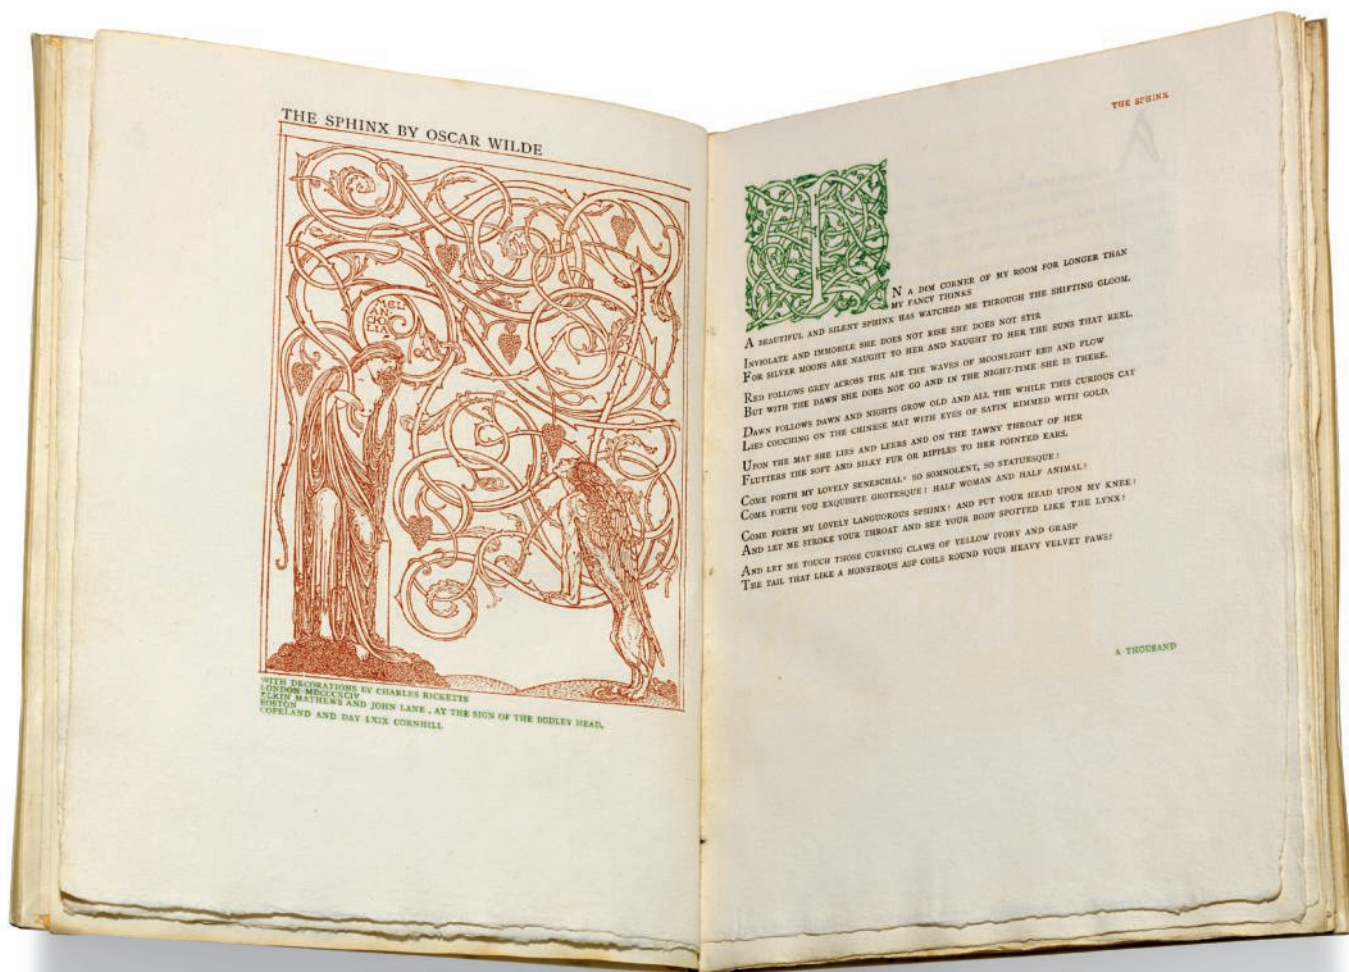 THE SPHINX BY OSCAR WILDE
MEL
AN
CHO
LIA
WITH DECORATIONS BY CHARLES RICKETTS
LONDON MDCCCXCIV
ELKIN MATHEWS AND JOHN LANE . AT THE SIGN OF THE BODLEY HEAD.
BOSTON
COPELAND AND DAY LXIX CORNHILL
THE SPHINX
IN A DIM CORNER OF MY ROOM FOR LONGER THAN
MY FANCY THINKS
A BEAUTIFUL AND SILENT SPHINX HAS WATCHED ME THROUGH THE SHIFTING GLOOM.
INVIOLATE AND IMMOBILE SHE DOES NOT RISE SHE DOES NOT STIR
FOR SILVER MOONS ARE NAUGHT TO HER AND NAUGHT TO HER THE SUNS THAT REEL.
RED FOLLOWS GREY ACROSS THE AIR THE WAVES OF MOONLIGHT EBB AND FLOW
BUT WITH THE DAWN SHE DOES NOT GO AND IN THE NIGHT-TIME SHE IS THERE.
DAWN FOLLOWS DAWN AND NIGHTS GROW OLD AND ALL THE WHILE THIS CURIOUS CAT
LIES COUCHING ON THE CHINESE MAT WITH EYES OF SATIN RIMMED WITH GOLD.
UPON THE MAT SHE LIES AND LEERS AND ON THE TAWNY THROAT OF HER
FLUTTERS THE SOFT AND SILKY FUR OR RIPPLES TO HER POINTED EARS.
COME FORTH MY LOVELY SENESCHAL! SO SOMNOLENT, SO STATUESQUE!
COME FORTH YOU EXQUISITE GROTESQUE! HALF WOMAN AND HALF ANIMAL!
COME FORTH MY LOVELY LANGUOROUS SPHINX! AND PUT YOUR HEAD UPON MY KNEE!
AND LET ME STROKE YOUR THROAT AND SEE YOUR BODY SPOTTED LIKE THE LYNX!
AND LET ME TOUCH THOSE CURVING CLAWS OF YELLOW IVORY AND GRASP
THE TAIL THAT LIKE A MONSTROUS ASP COILS ROUND YOUR HEAVY VELVET PAWS!
A THOUSAND